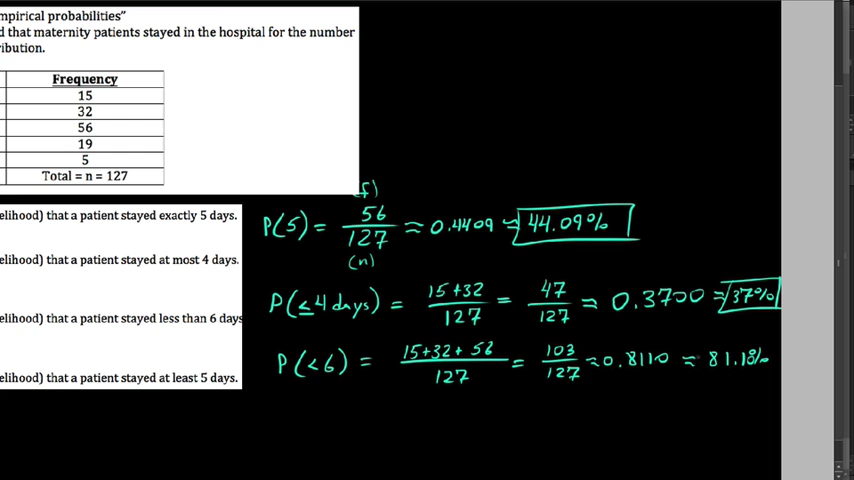 mpirical probabilities"
d that maternity patients stayed in the hospital for the number
ribution.
Frequency
15
32
56
19
5
Total = n = 127
elihood) that a patient stayed exactly 5 days.
elihood) that a patient stayed at most 4 days.
elihood) that a patient stayed less than 6 days
elihood) that a patient stayed at least 5 days.
(f)
P(5) = 56/127 ≈ 0.4409 ≈ 44.09%
(n)
P(≤4 days) = 15+32/127 = 47/127 ≈ 0.3700 ≈ 37%
P(<6) = 15+32+56/127 = 103/127 ≈ 0.8110 ≈ 81.10%